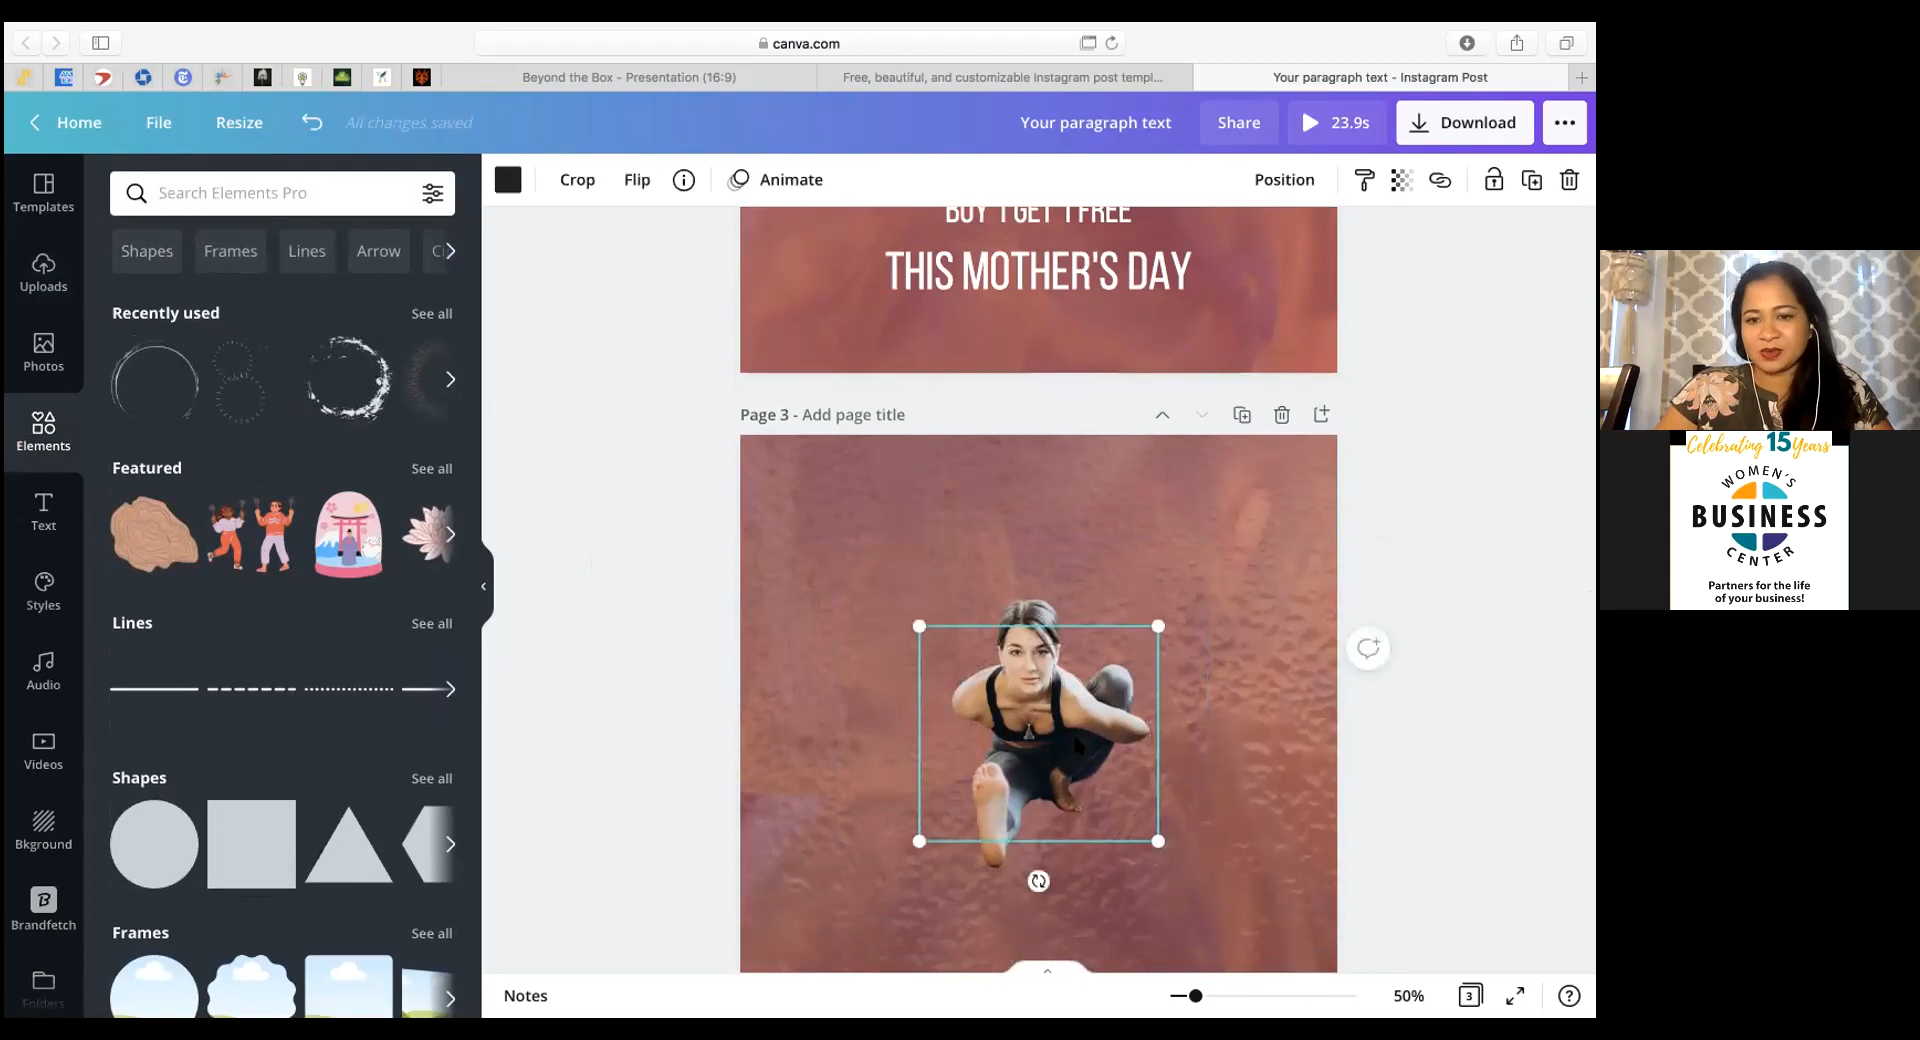 canva.com
Beyond the Box - Presentation (16:9)
Free, beautiful, and customizable Instagram post templ...
Your paragraph text - Instagram Post
Home
File
Resize
All changes saved
Your paragraph text
Share
23.9s
Download
Templates
Uploads
Photos
Elements
Text
Styles
Audio
Videos
Bkground
Brandfetch
Folders
Search Elements Pro
Shapes
Frames
Lines
Arrow
Recently used
See all
Featured
See all
Lines
See all
Shapes
See all
Frames
See all
Crop
Flip
Animate
Position
BUY 1 GET 1 FREE
THIS MOTHER'S DAY
Page 3 - Add page title
Notes
50%
3
Celebrating 15 Years
WOMEN'S
BUSINESS
CENTER
Partners for the life
of your business!